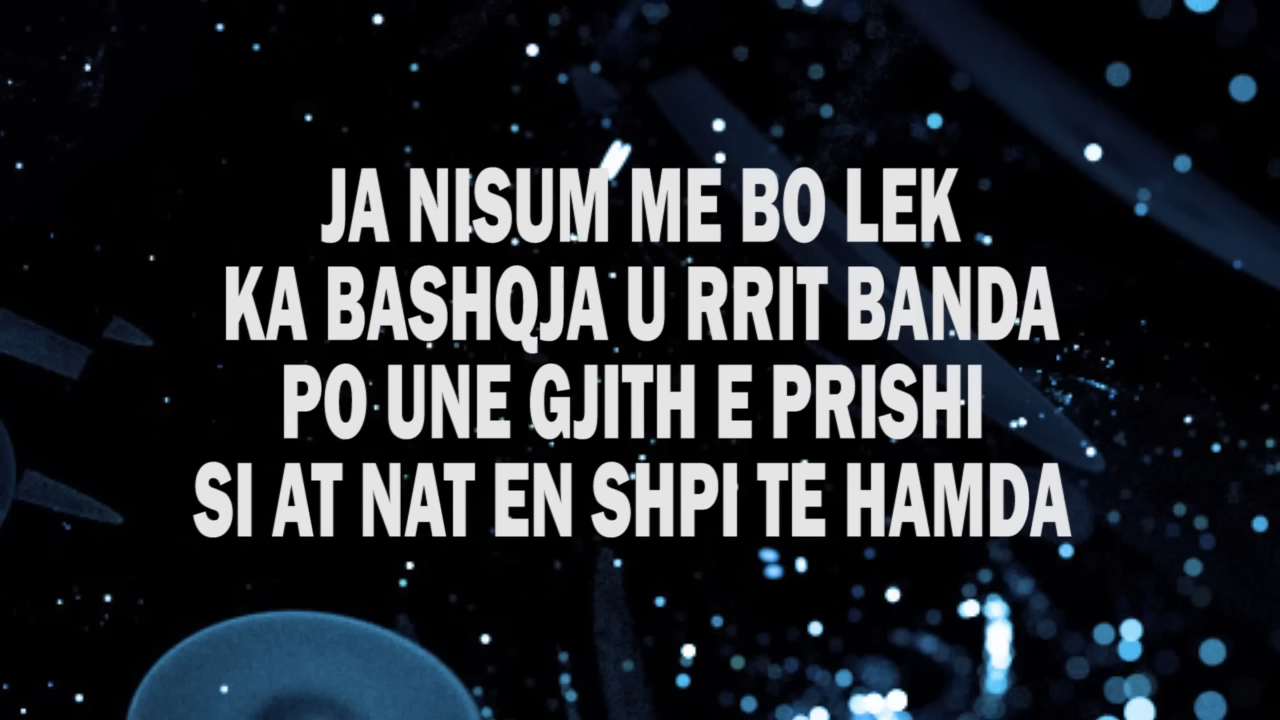 JA NISUM ME BO LEK
KA BASHQJA U RRIT BANDA
PO UNE GJITH E PRISHI
SI AT NAT EN SHPI TE HAMDA